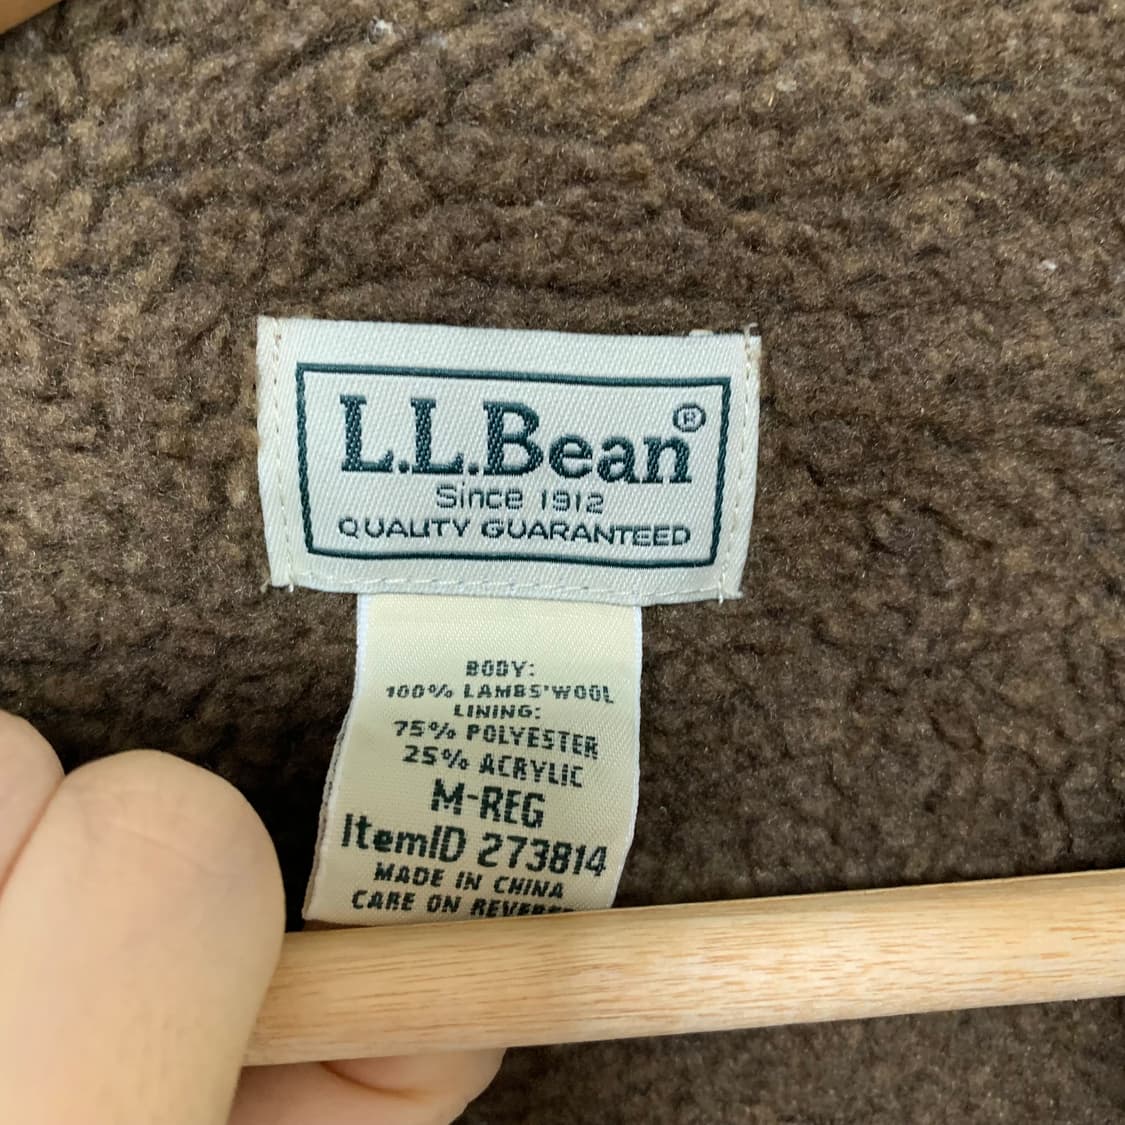 L.L.Bean®
Since 1912
QUALITY GUARANTEED
BODY:
100% LAMBS'WOOL
LINING:
75% POLYESTER
25% ACRYLIC
M-REG
ItemID 273814
MADE IN CHINA
CARE ON